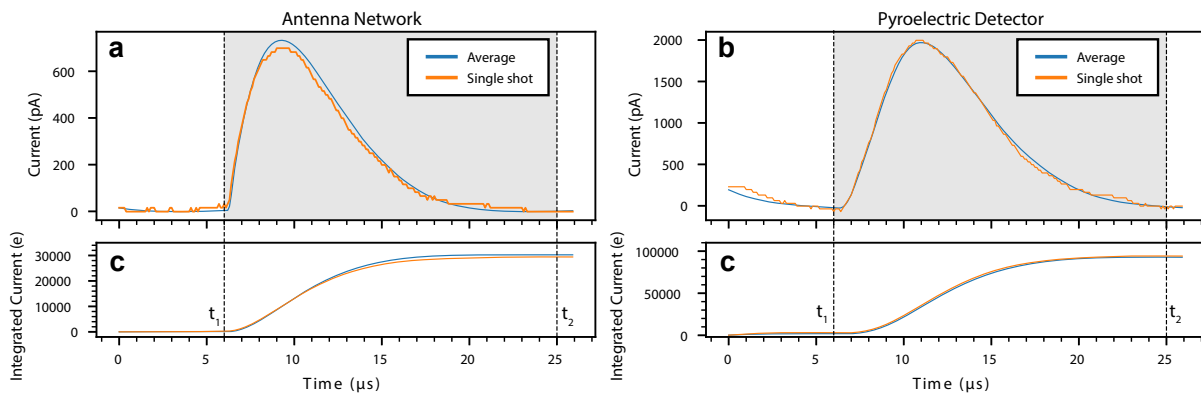 Antenna Network
a
Average
Single shot
Current (pA)
600
400
200
0
c
Integrated Current (e)
30000
20000
10000
0
t1
t2
0 5 10 15 20 25
Time (μs)
Pyroelectric Detector
b
Average
Single shot
Current (pA)
2000
1500
1000
500
0
c
Integrated Current (e)
100000
50000
0
t1
t2
0 5 10 15 20 25
Time (μs)